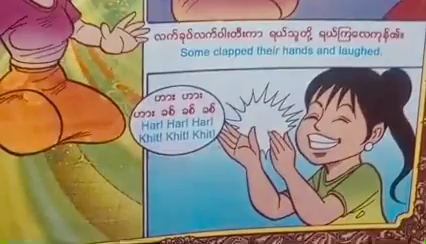 လက်ခုပ်လက်ဝါးတီးကာ ရယ်သူတို့ ရယ်ကြလေကုန်၏။
Some clapped their hands and laughed.
ဟား ဟား
ဟား ခစ် ခစ် ခစ်
Har! Har! Har!
Khit! Khit! Khit!